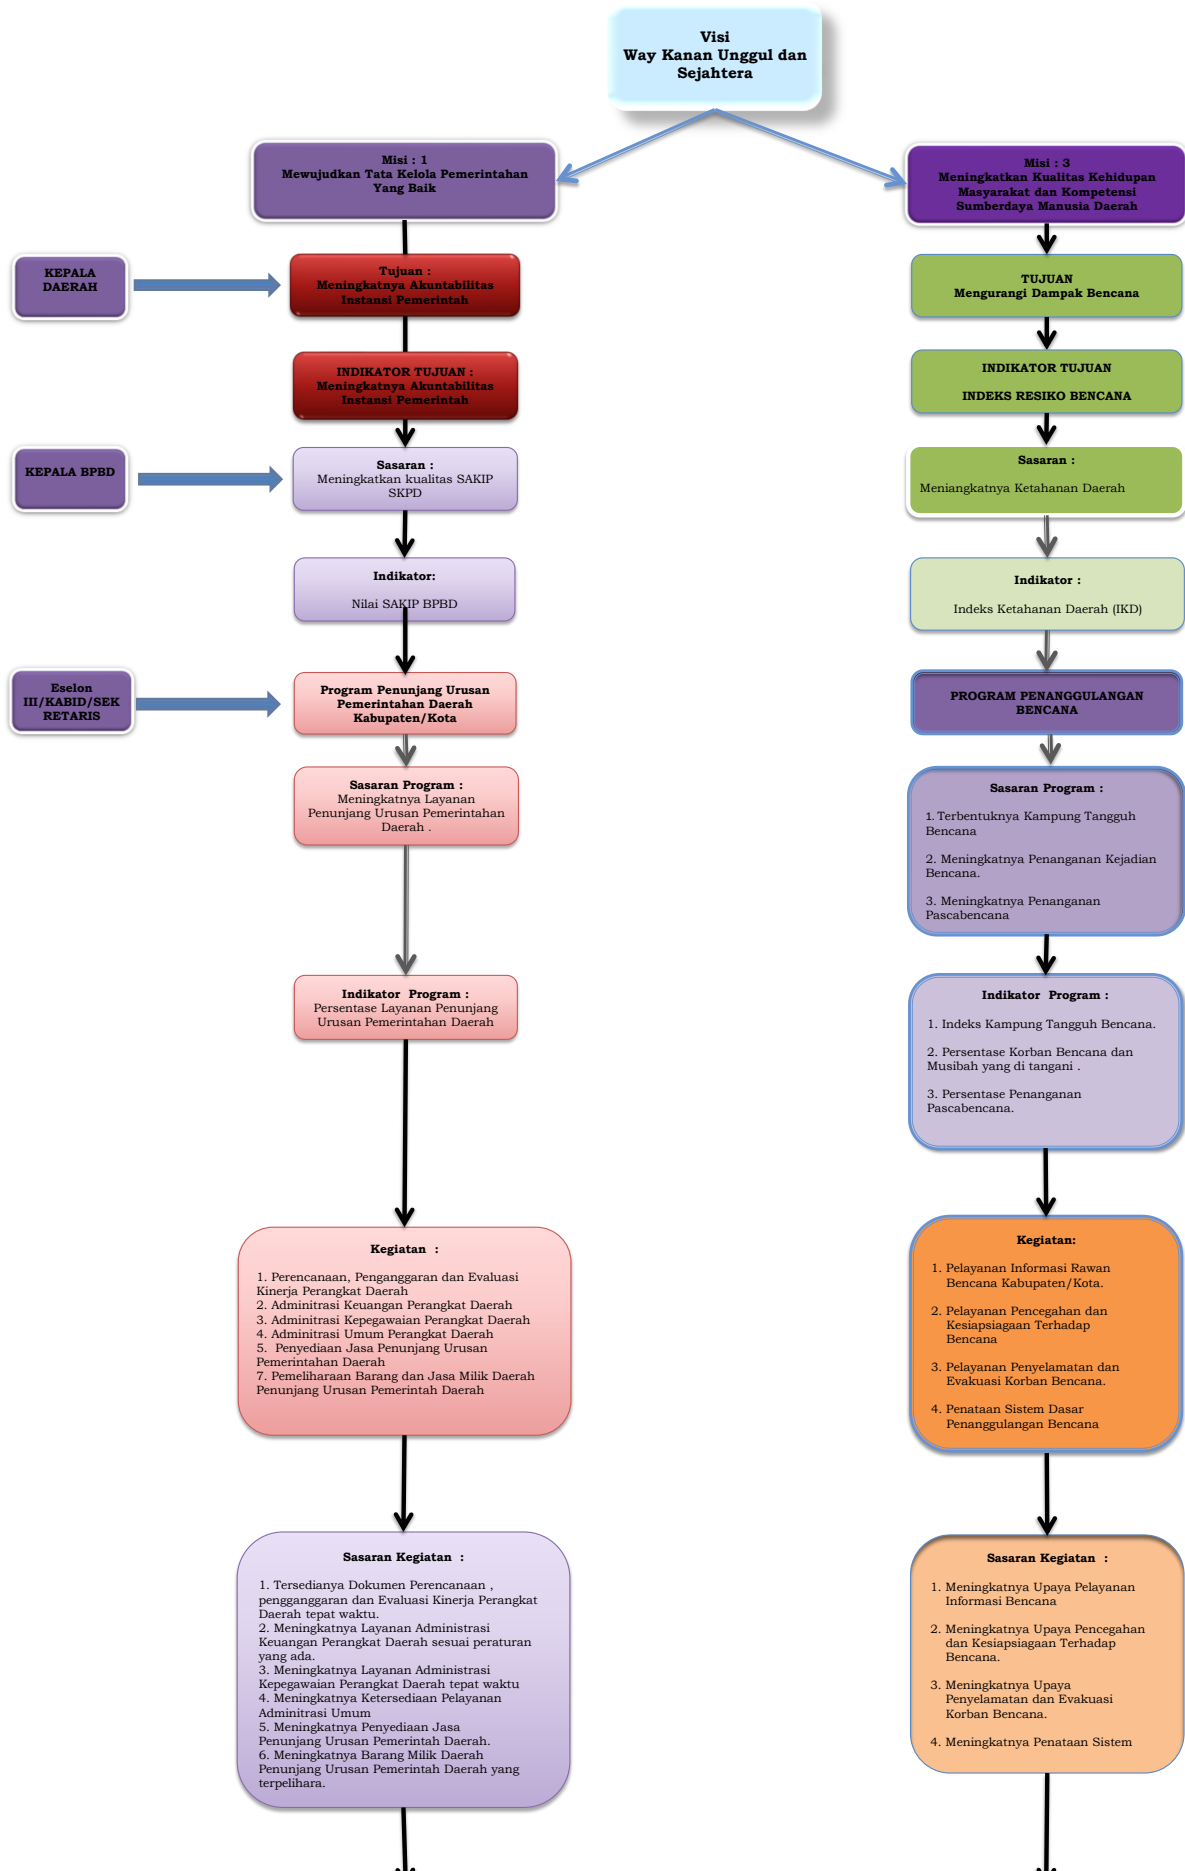 Visi
Way Kanan Unggul dan
Sejahtera
Misi : 1
Mewujudkan Tata Kelola Pemerintahan
Yang Baik
KEPALA
DAERAH
Tujuan :
Meningkatnya Akuntabilitas
Instansi Pemerintah
INDIKATOR TUJUAN :
Meningkatnya Akuntabilitas
Instansi Pemerintah
KEPALA BPBD
Sasaran :
Meningkatkan kualitas SAKIP
SKPD
Indikator:
Nilai SAKIP BPBD
Eselon
III/KABID/SEK
RETARIS
Program Penunjang Urusan
Pemerintahan Daerah
Kabupaten/Kota
Sasaran Program :
Meningkatnya Layanan
Penunjang Urusan Pemerintahan
Daerah .
Indikator Program :
Persentase Layanan Penunjang
Urusan Pemerintahan Daerah
Kegiatan :
1. Perencanaan, Penganggaran dan Evaluasi
Kinerja Perangkat Daerah
2. Adminitrasi Keuangan Perangkat Daerah
3. Adminitrasi Kepegawaian Perangkat Daerah
4. Adminitrasi Umum Perangkat Daerah
5. Penyediaan Jasa Penunjang Urusan
Pemerintahan Daerah
7. Pemeliharaan Barang dan Jasa Milik Daerah
Penunjang Urusan Pemerintah Daerah
Sasaran Kegiatan :
1. Tersedianya Dokumen Perencanaan ,
pengganggaran dan Evaluasi Kinerja Perangkat
Daerah tepat waktu.
2. Meningkatnya Layanan Administrasi
Keuangan Perangkat Daerah sesuai peraturan
yang ada.
3. Meningkatnya Layanan Administrasi
Kepegawaian Perangkat Daerah tepat waktu
4. Meningkatnya Ketersediaan Pelayanan
Adminitrasi Umum
5. Meningkatnya Penyediaan Jasa
Penunjang Urusan Pemerintah Daerah.
6. Meningkatnya Barang Milik Daerah
Penunjang Urusan Pemerintah Daerah yang
terpelihara.
Misi : 3
Meningkatkan Kualitas Kehidupan
Masyarakat dan Kompetensi
Sumberdaya Manusia Daerah
TUJUAN
Mengurangi Dampak Bencana
INDIKATOR TUJUAN
INDEKS RESIKO BENCANA
Sasaran :
Meniangkatnya Ketahanan Daerah
Indikator :
Indeks Ketahanan Daerah (IKD)
PROGRAM PENANGGULANGAN
BENCANA
Sasaran Program :
1. Terbentuknya Kampung Tangguh
Bencana
2. Meningkatnya Penanganan Kejadian
Bencana.
3. Meningkatnya Penanganan
Pascabencana
Indikator Program :
1. Indeks Kampung Tangguh Bencana.
2. Persentase Korban Bencana dan
Musibah yang di tangani .
3. Persentase Penanganan
Pascabencana.
Kegiatan:
1. Pelayanan Informasi Rawan
Bencana Kabupaten/Kota.
2. Pelayanan Pencegahan dan
Kesiapsiagaan Terhadap
Bencana
3. Pelayanan Penyelamatan dan
Evakuasi Korban Bencana.
4. Penataan Sistem Dasar
Penanggulangan Bencana
Sasaran Kegiatan :
1. Meningkatnya Upaya Pelayanan
Informasi Bencana
2. Meningkatnya Upaya Pencegahan
dan Kesiapsiagaan Terhadap
Bencana.
3. Meningkatnya Upaya
Penyelamatan dan Evakuasi
Korban Bencana.
4. Meningkatnya Penataan Sistem